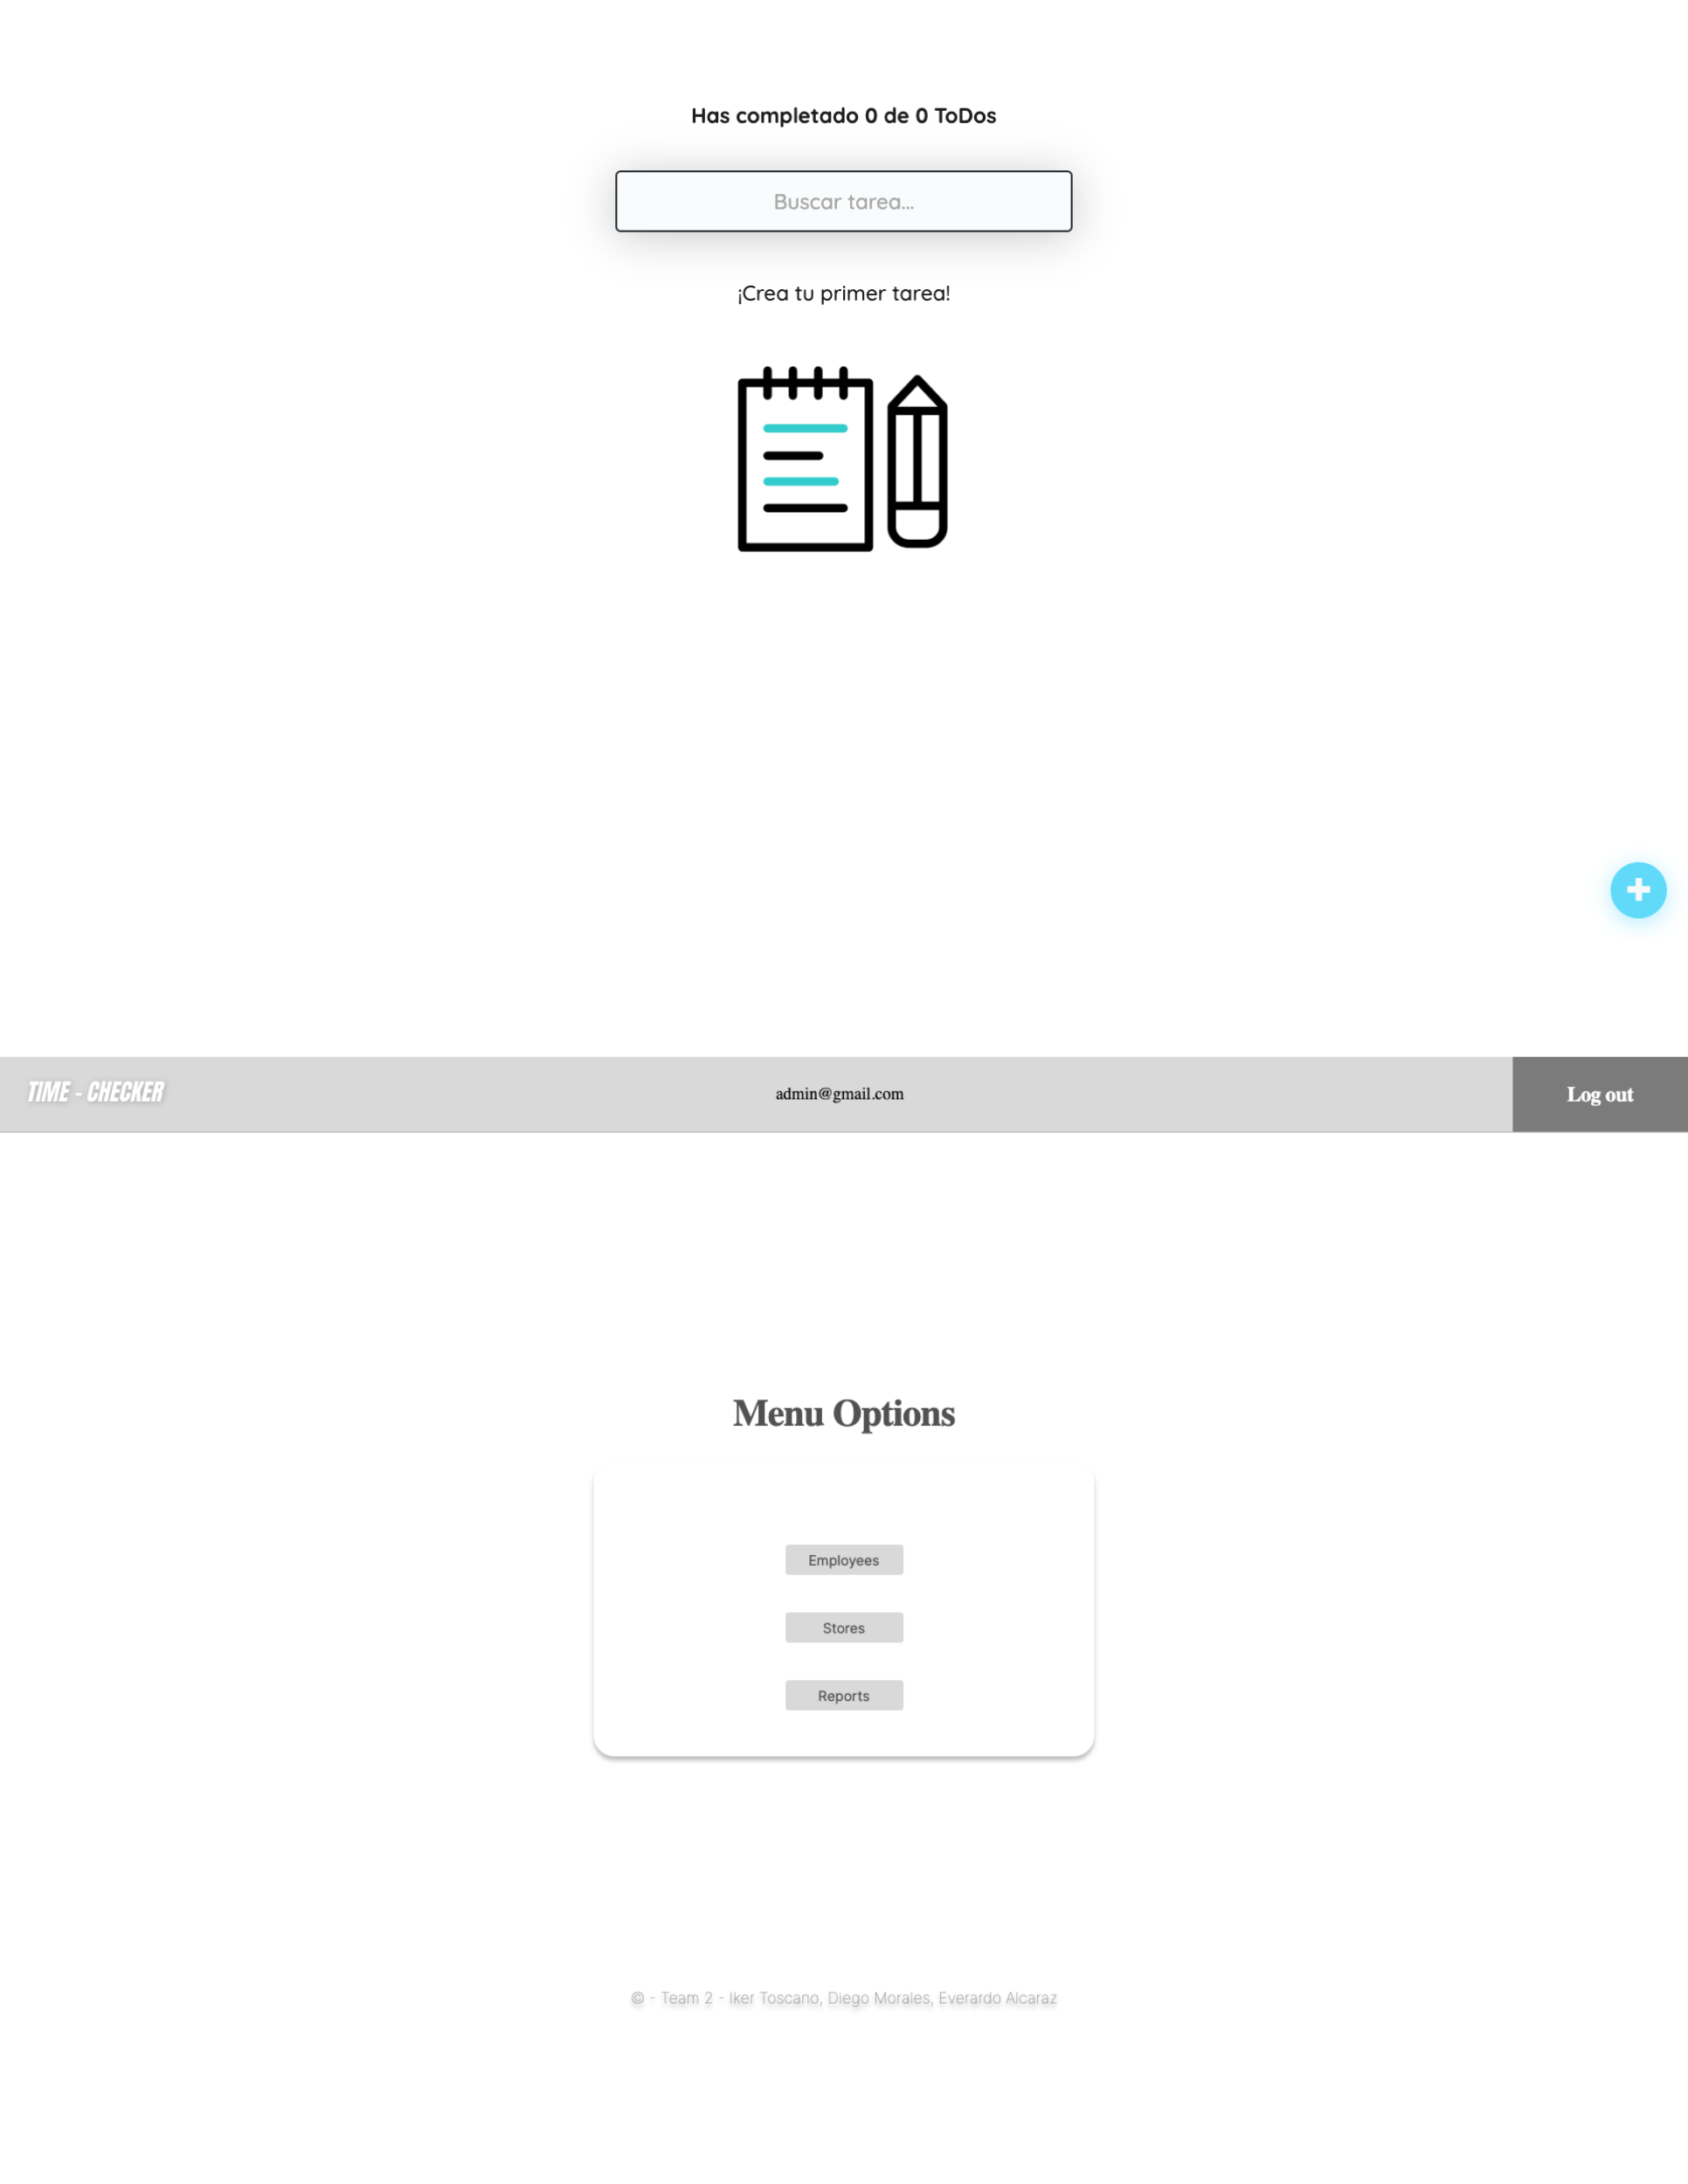 Has completado 0 de 0 ToDos
Buscar tarea...
¡Crea tu primer tarea!
TIME - CHECKER
admin@gmail.com
Log out
Menu Options
Employees
Stores
Reports
© - Team 2 - Iker Toscano, Diego Morales, Everardo Alcaraz